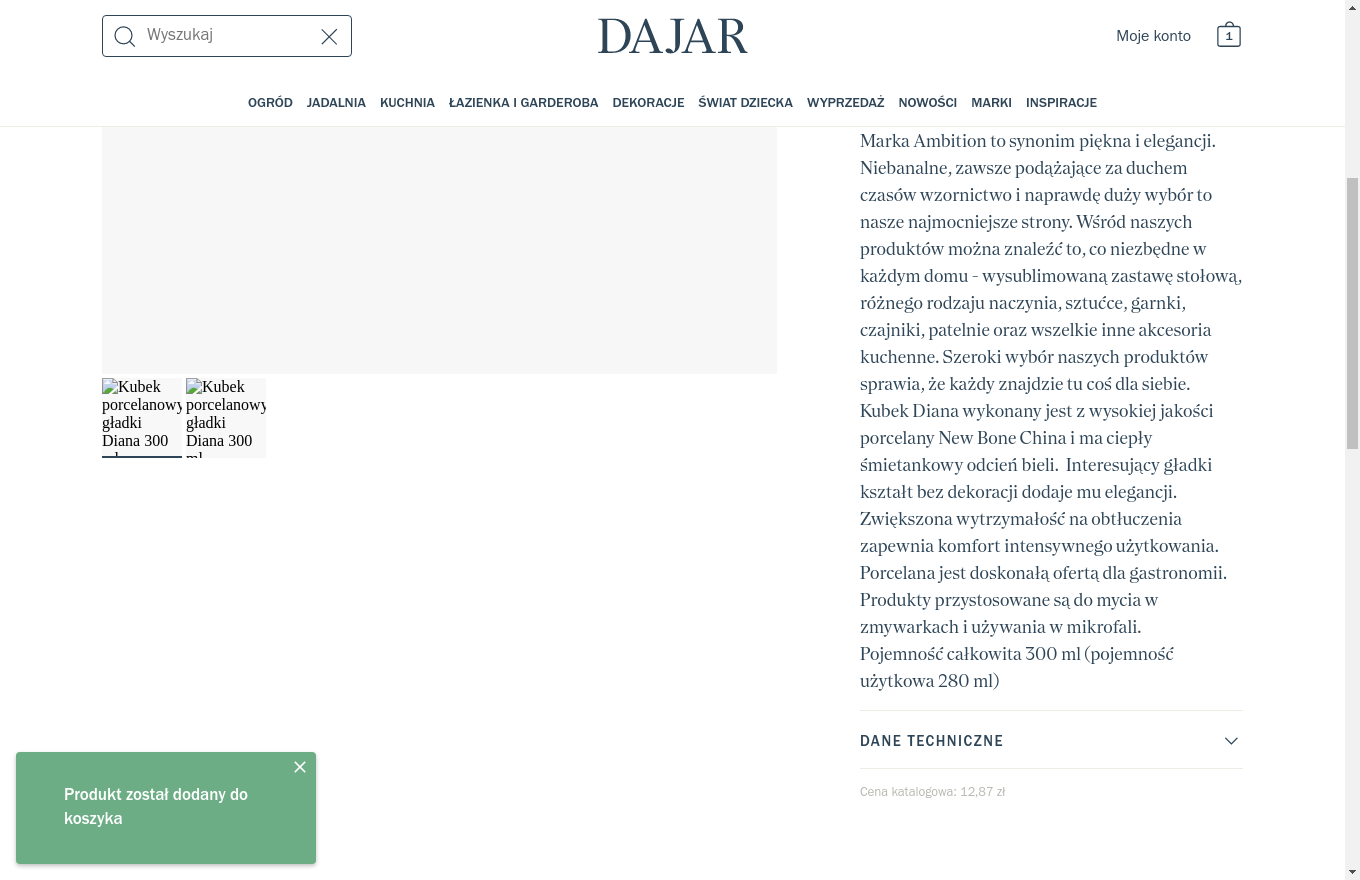 Wyszukaj
DAJAR
Moje konto
1
OGRÓD JADALNIA KUCHNIA ŁAZIENKA I GARDEROBA DEKORACJE ŚWIAT DZIECKA WYPRZEDAŻ NOWOŚCI MARKI INSPIRACJE
Kubek
porcelanowy
gładki
Diana 300
Kubek
porcelanowy
gładki
Diana 300
ml
Marka Ambition to synonim piękna i elegancji.
Niebanalne, zawsze podążające za duchem
czasów wzornictwo i naprawdę duży wybór to
nasze najmocniejsze strony. Wśród naszych
produktów można znaleźć to, co niezbędne w
każdym domu - wysublimowaną zastawę stołową,
różnego rodzaju naczynia, sztućce, garnki,
czajniki, patelnie oraz wszelkie inne akcesoria
kuchenne. Szeroki wybór naszych produktów
sprawia, że każdy znajdzie tu coś dla siebie.
Kubek Diana wykonany jest z wysokiej jakości
porcelany New Bone China i ma ciepły
śmietankowy odcień bieli.  Interesujący gładki
kształt bez dekoracji dodaje mu elegancji.
Zwiększona wytrzymałość na obtłuczenia
zapewnia komfort intensywnego użytkowania.
Porcelana jest doskonałą ofertą dla gastronomii.
Produkty przystosowane są do mycia w
zmywarkach i używania w mikrofali.
Pojemność całkowita 300 ml (pojemność
użytkowa 280 ml)
DANE TECHNICZNE
Cena katalogowa: 12,87 zł
Produkt został dodany do
koszyka